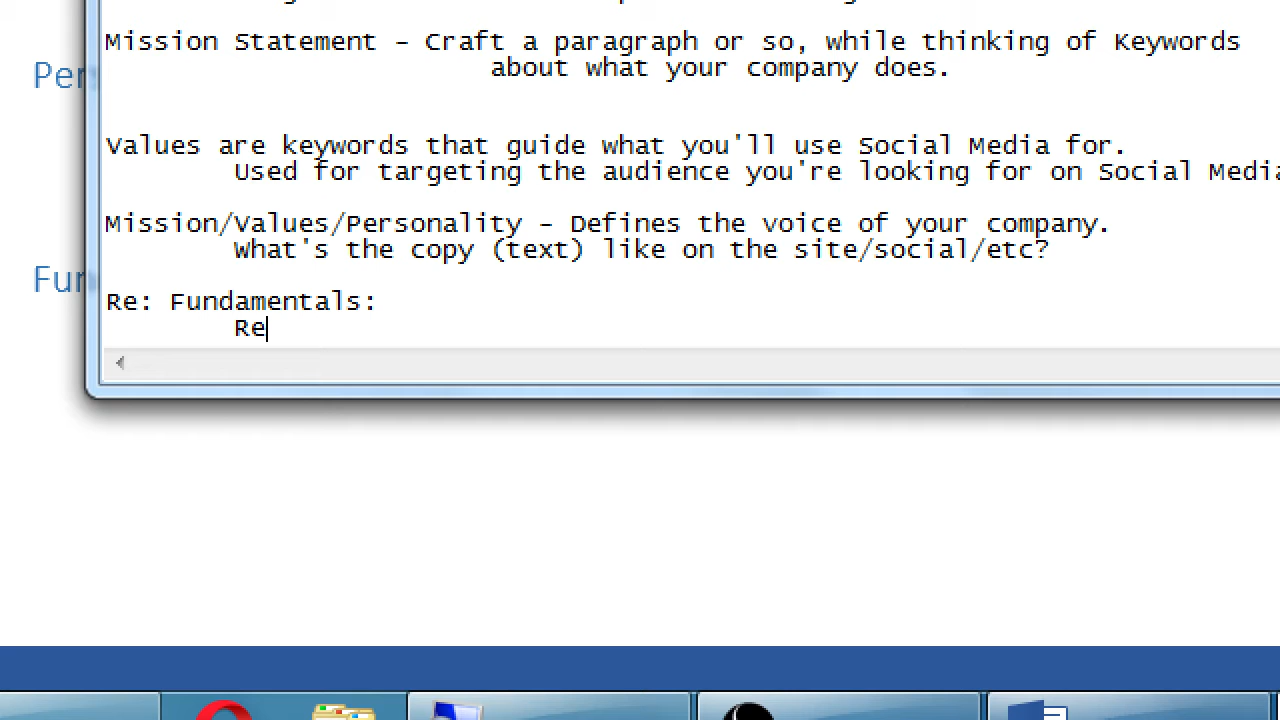 Mission Statement - Craft a paragraph or so, while thinking of Keywords
about what your company does.
Values are keywords that guide what you'll use Social Media for.
Used for targeting the audience you're looking for on Social Media
Mission/Values/Personality - Defines the voice of your company.
What's the copy (text) like on the site/social/etc?
Re: Fundamentals:
Re
Per
Fun